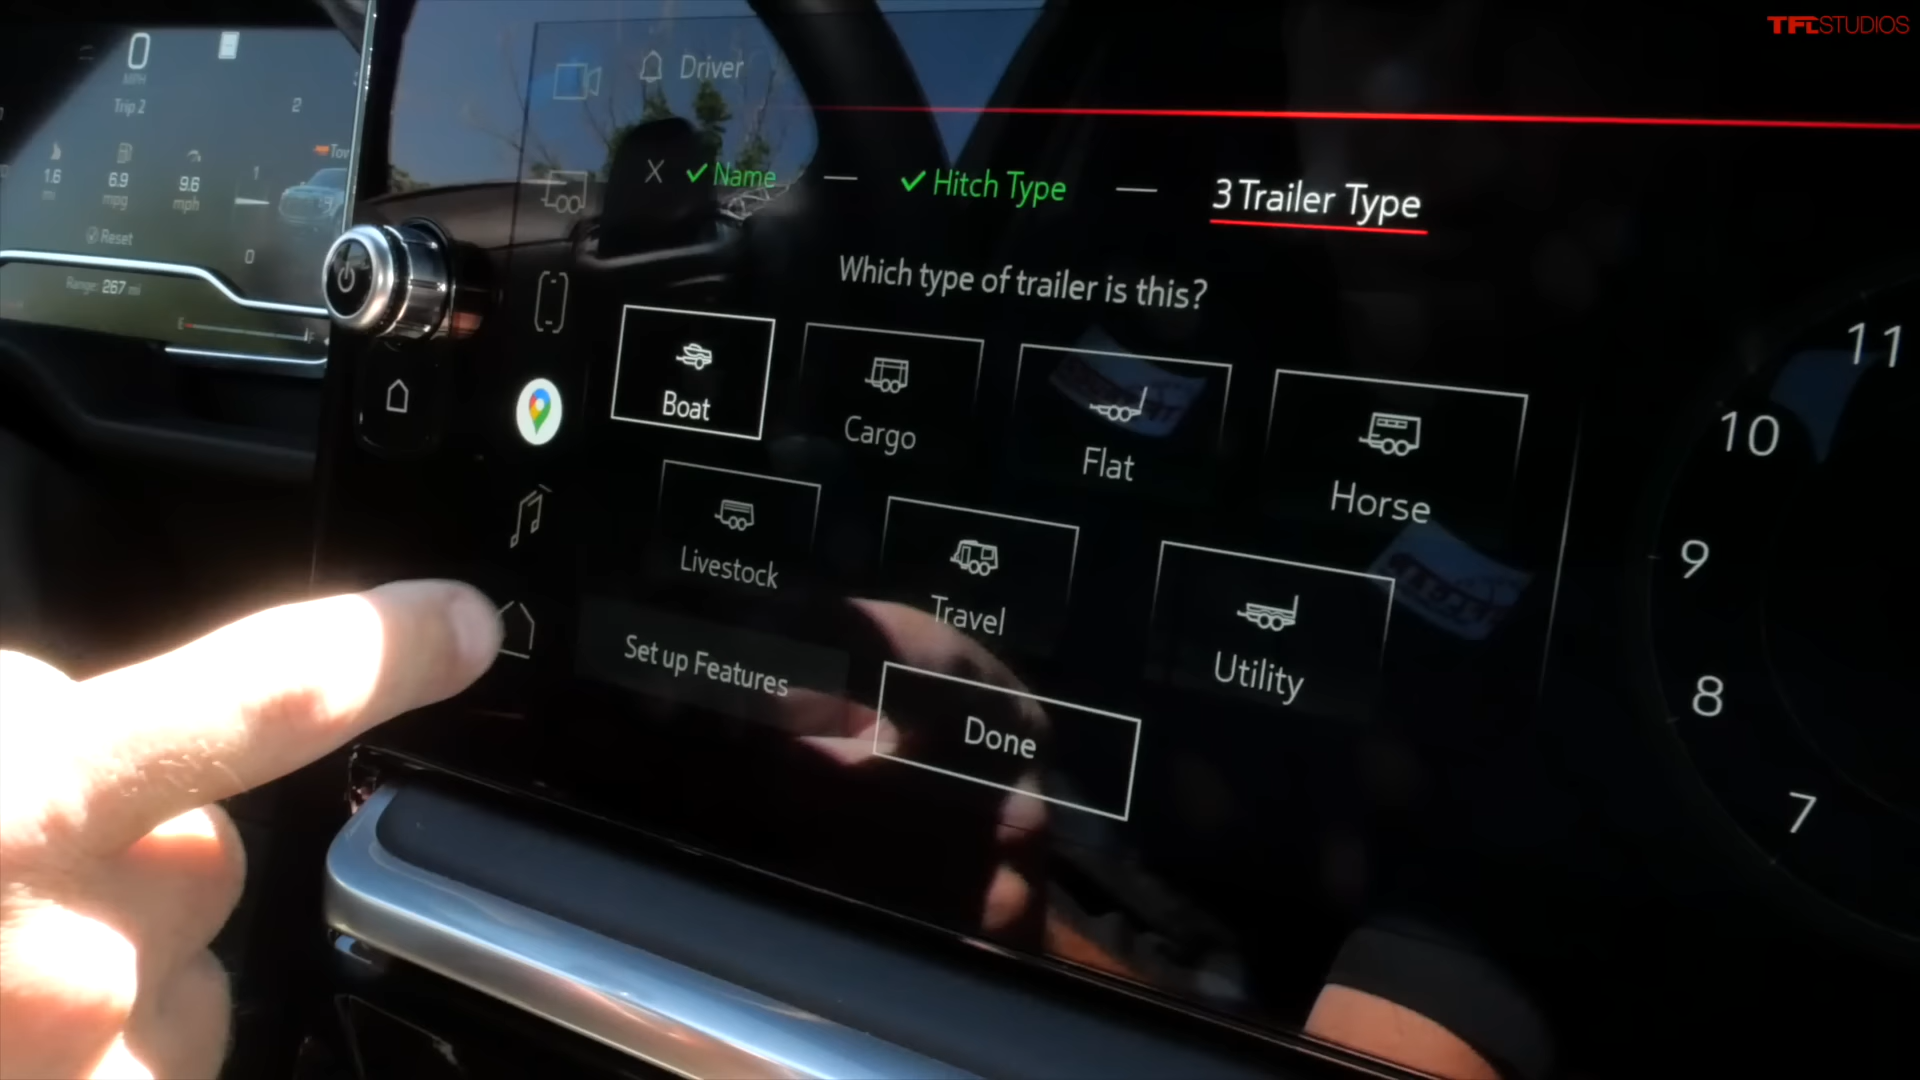 TFLSTUDIOS
0
MPH
Trip 2
2
1.6
mi
6.9
mpg
9.6
mph
1
Tow
Reset
0
Range: 267 mi
E
F
Driver
X ✓ Name — ✓ Hitch Type — 3 Trailer Type
Which type of trailer is this?
Boat
Cargo
Flat
Horse
Livestock
Travel
Utility
Set up Features
Done
11
10
9
8
7